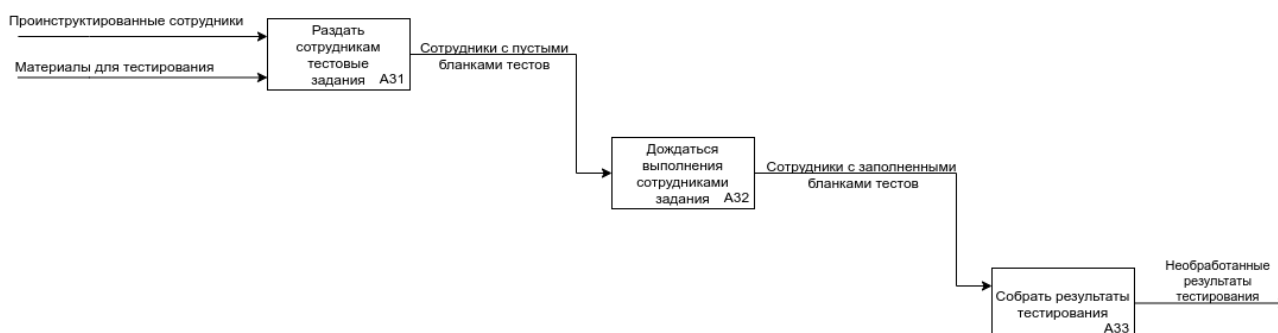 Проинструктированные сотрудники
Материалы для тестирования
Раздать
сотрудникам
тестовые
задания
A31
Сотрудники с пустыми
бланками тестов
Дождаться
выполнения
сотрудниками
задания
A32
Сотрудники с заполненными
бланками тестов
Собрать результаты
тестирования
A33
Необработанные
результаты
тестирования